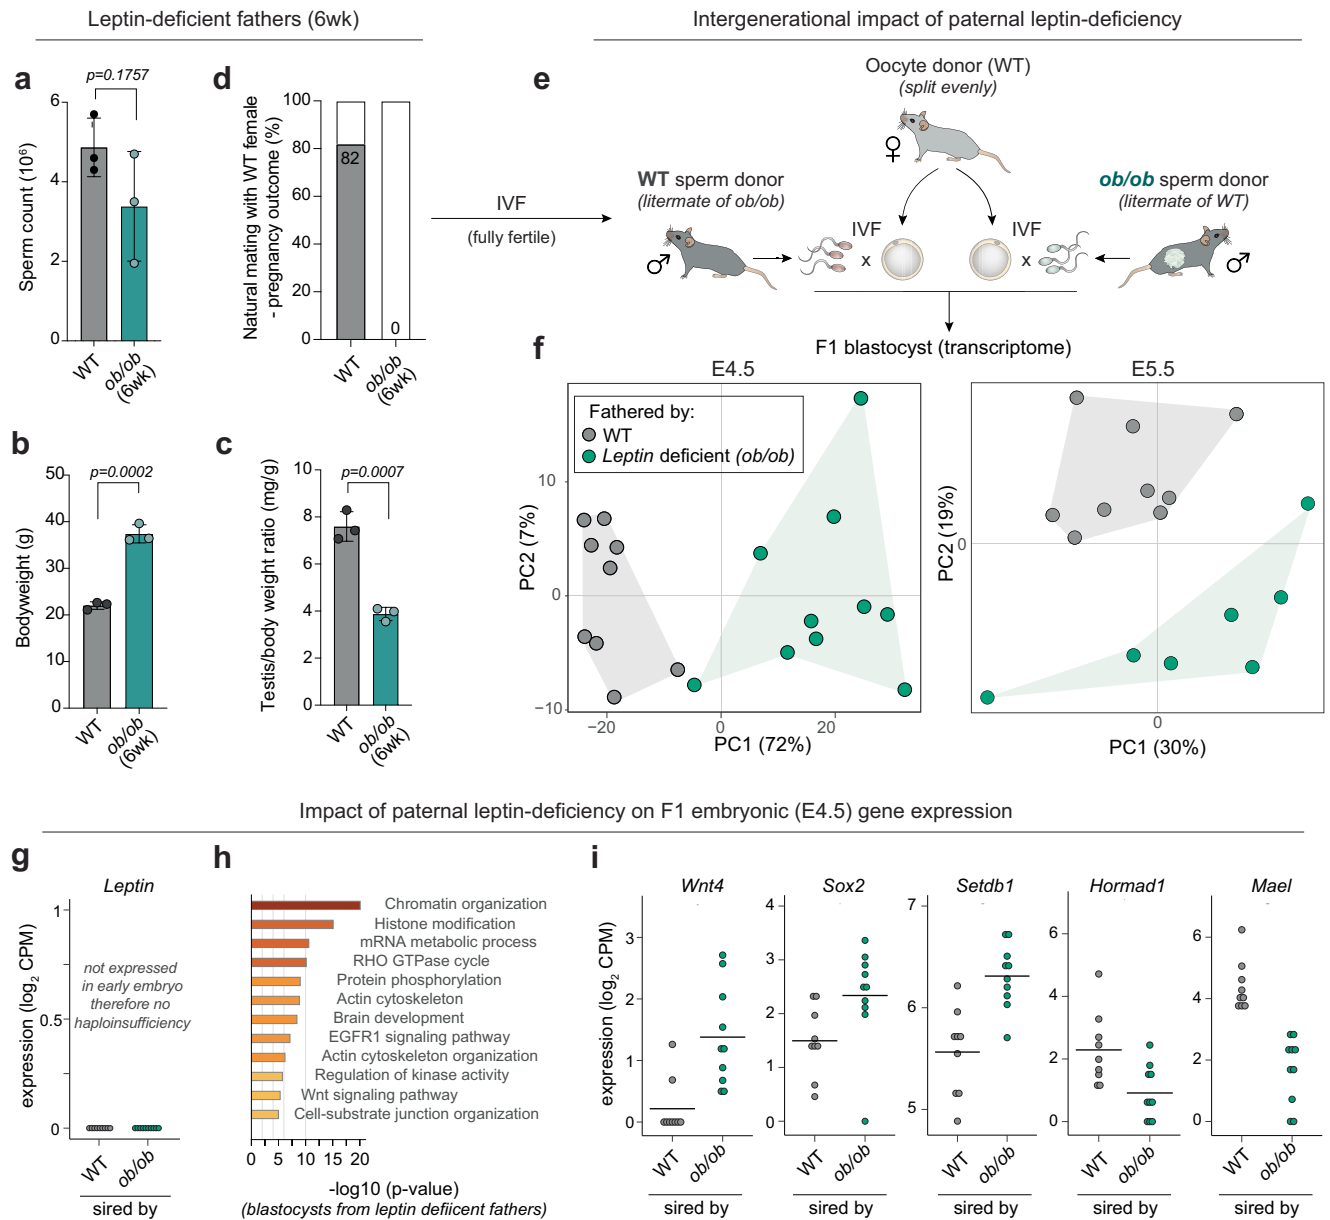 Leptin-deficient fathers (6wk)
Intergenerational impact of paternal leptin-deficiency
a
p=0.1757
Sperm count (10⁶)
6
4
2
0
WT
ob/ob
(6wk)
d
Natural mating with WT female
- pregnancy outcome (%)
100
80
60
40
20
0
82
0
WT
ob/ob
(6wk)
IVF
(fully fertile)
e
Oocyte donor (WT)
(split evenly)
♀
WT sperm donor
(litermate of ob/ob)
ob/ob sperm donor
(litermate of WT)
IVF
x
IVF
x
♂
♂
F1 blastocyst (transcriptome)
b
p=0.0002
Bodyweight (g)
50
40
30
20
10
0
WT
ob/ob
(6wk)
c
p=0.0007
Testis/body weight ratio (mg/g)
10
8
6
4
2
0
WT
ob/ob
(6wk)
f
E4.5
Fathered by:
WT
Leptin deficient (ob/ob)
PC2 (7%)
10
0
−10
−20
0
20
PC1 (72%)
E5.5
PC2 (19%)
0
0
PC1 (30%)
Impact of paternal leptin-deficiency on F1 embryonic (E4.5) gene expression
g
Leptin
expression (log₂ CPM)
1
0.5
0
not expressed
in early embryo
therefore no
haploinsufficiency
WT
ob/ob
sired by
h
Chromatin organization
Histone modification
mRNA metabolic process
RHO GTPase cycle
Protein phosphorylation
Actin cytoskeleton
Brain development
EGFR1 signaling pathway
Actin cytoskeleton organization
Regulation of kinase activity
Wnt signaling pathway
Cell-substrate junction organization
0 5 10 15 20
-log10 (p-value)
(blastocysts from leptin defiicent fathers)
i
expression (log₂ CPM)
Wnt4
3
2
1
0
WT
ob/ob
sired by
Sox2
4
3
2
1
0
WT
ob/ob
sired by
Setdb1
7
6
5
WT
ob/ob
sired by
Hormad1
6
4
2
0
WT
ob/ob
sired by
Mael
6
4
2
0
WT
ob/ob
sired by